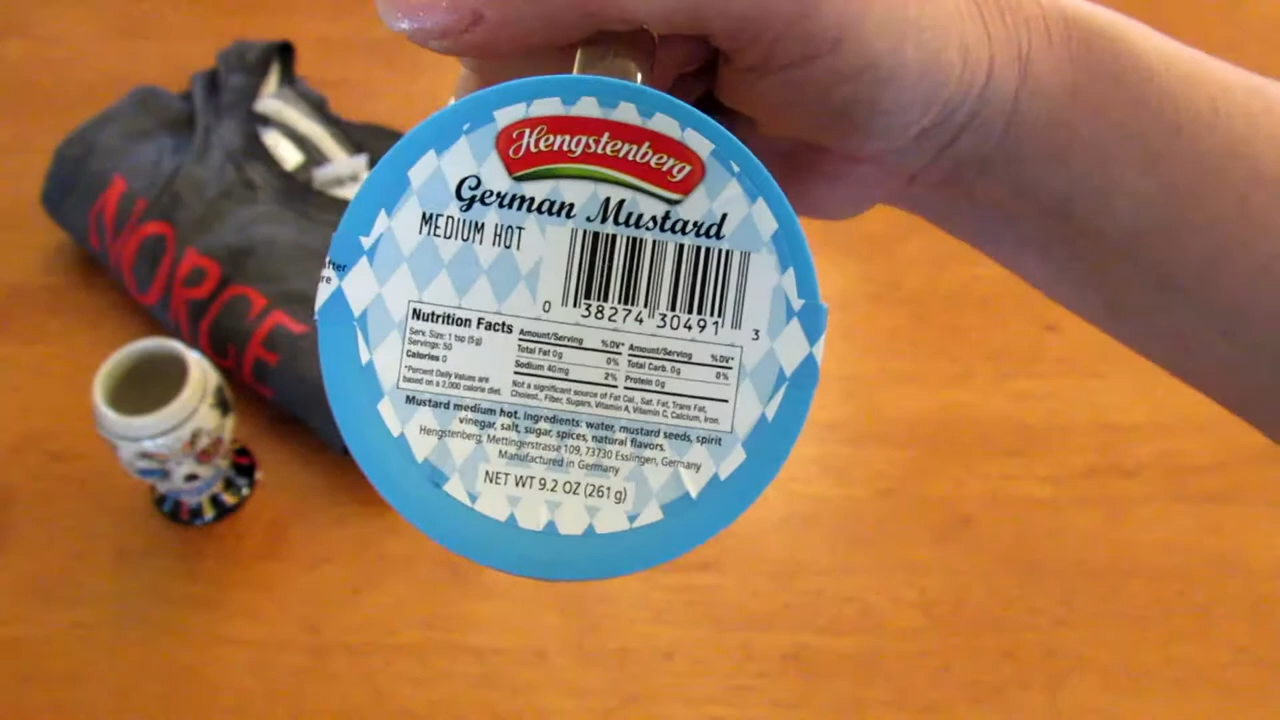 Hengstenberg
German Mustard
MEDIUM HOT
0 38274 30491 3
Nutrition Facts
Serv. Size: 1 tsp (5g)
Servings: 50
Calories 0
*Percent Daily Values are
based on a 2,000 calorie diet.
Amount/Serving %DV* Amount/Serving %DV*
Total Fat 0g 0% Total Carb. 0g 0%
Sodium 40mg 2% Protein 0g
Not a significant source of Fat Cal., Sat. Fat, Trans Fat,
Cholest., Fiber, Sugars, Vitamin A, Vitamin C, Calcium, Iron.
Mustard medium hot. Ingredients: water, mustard seeds, spirit
vinegar, salt, sugar, spices, natural flavors.
Hengstenberg, Mettingerstrasse 109, 73730 Esslingen, Germany
Manufactured in Germany
NET WT 9.2 OZ (261 g)
NORGE